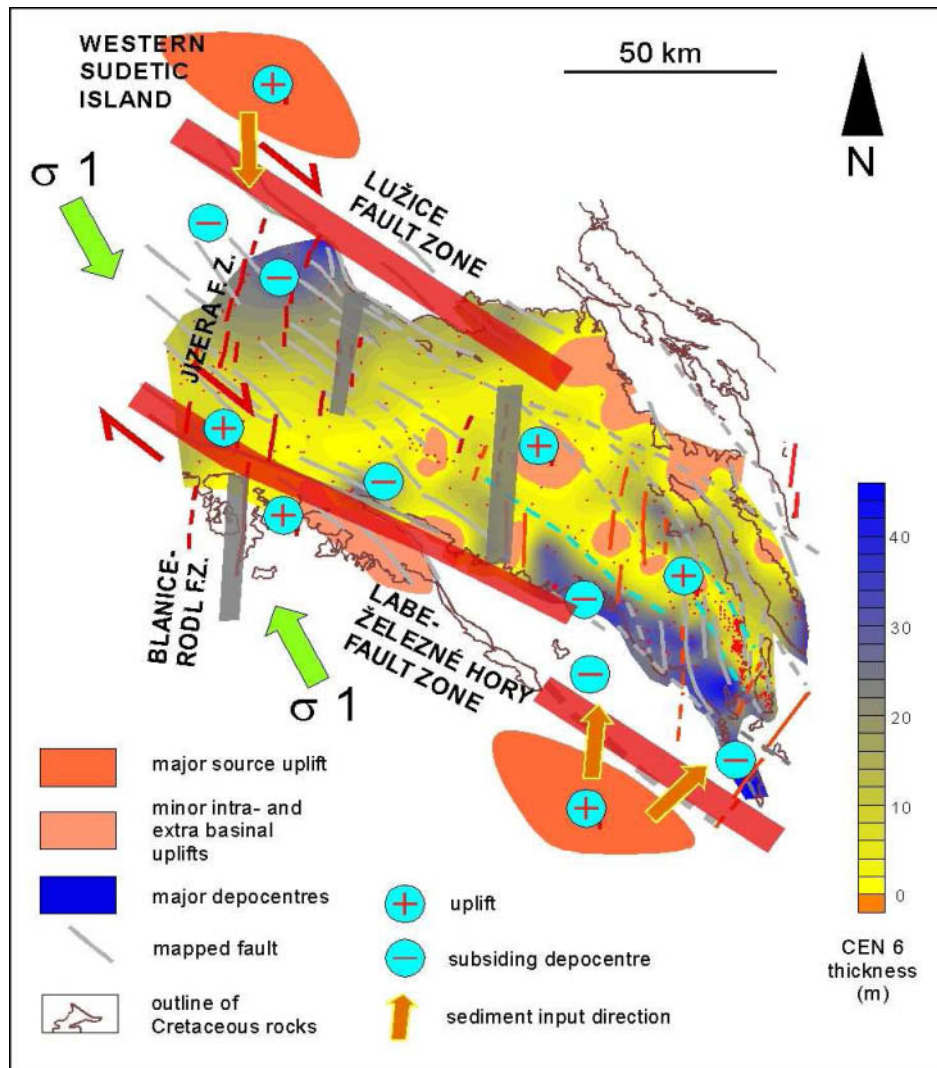 WESTERN
SUDETIC
ISLAND
50 km
N
σ 1
LUŽICE
FAULT ZONE
JIZERA F.Z.
BLANICE-
RODL F.Z.
LABE-
ŽELEZNÉ HORY
FAULT ZONE
σ 1
40
30
20
10
0
CEN 6
thickness
(m)
major source uplift
minor intra- and
extra basinal
uplifts
major depocentres
mapped fault
outline of
Cretaceous rocks
uplift
subsiding depocentre
sediment input direction